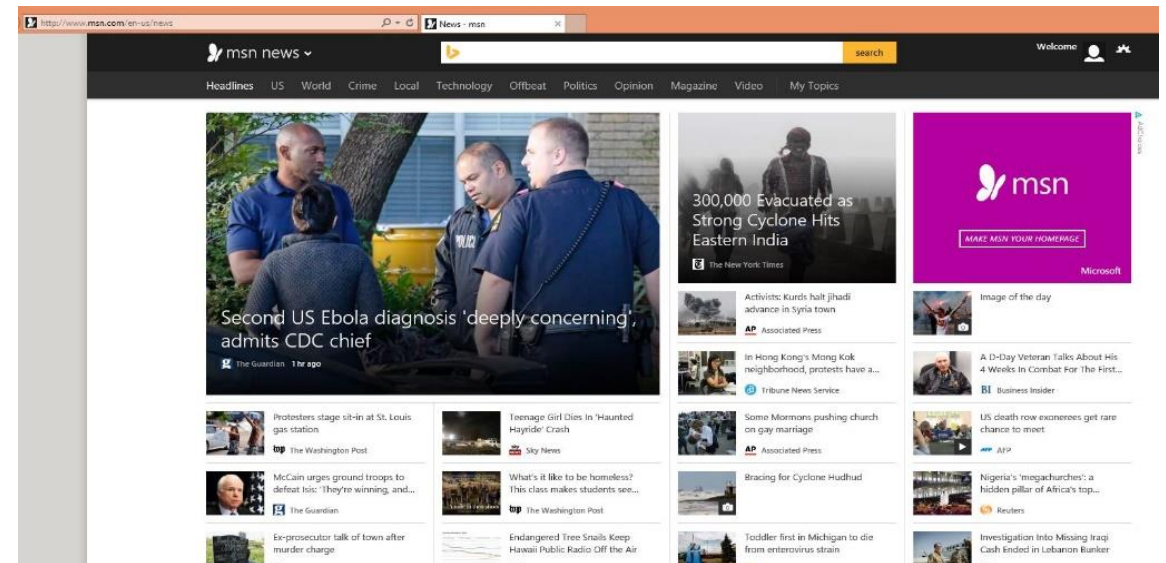 http://www.msn.com/en-us/news
News - msn
msn news
search
Welcome
Headlines US World Crime Local Technology Offbeat Politics Opinion Magazine Video My Topics
POLICE
Second US Ebola diagnosis 'deeply concerning',
admits CDC chief
The Guardian 1 hr ago
300,000 Evacuated as
Strong Cyclone Hits
Eastern India
The New York Times
AdChoices
msn
MAKE MSN YOUR HOMEPAGE
Microsoft
Activists: Kurds halt jihadi
advance in Syria town
AP Associated Press
In Hong Kong's Mong Kok
neighborhood, protests have a...
Tribune News Service
Some Mormons pushing church
on gay marriage
AP Associated Press
Bracing for Cyclone Hudhud
Toddler first in Michigan to die
from enterovirus strain
Image of the day
A D-Day Veteran Talks About His
4 Weeks In Combat For The First...
BI Business Insider
US death row exonerees get rare
chance to meet
AFP AFP
Nigeria's 'megachurches': a
hidden pillar of Africa's top...
Reuters
Investigation Into Missing Iraqi
Cash Ended in Lebanon Bunker
Protesters stage sit-in at St. Louis
gas station
wp The Washington Post
McCain urges ground troops to
defeat Isis: 'They're winning, and...
The Guardian
Ex-prosecutor talk of town after
murder charge
Teenage Girl Dies In 'Haunted
Hayride' Crash
sky news Sky News
What's it like to be homeless?
This class makes students see...
wp The Washington Post
Endangered Tree Snails Keep
Hawaii Public Radio Off the Air